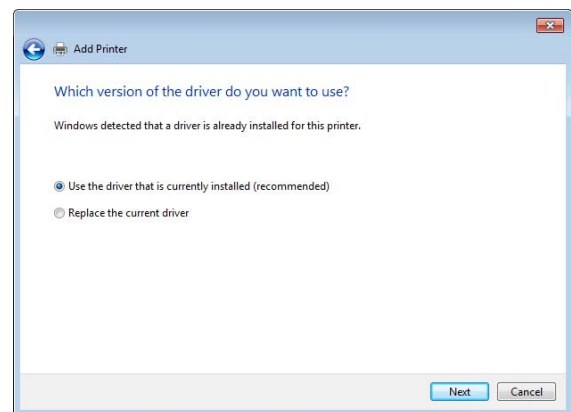 Add Printer
Which version of the driver do you want to use?
Windows detected that a driver is already installed for this printer.
Use the driver that is currently installed (recommended)
Replace the current driver
Next Cancel